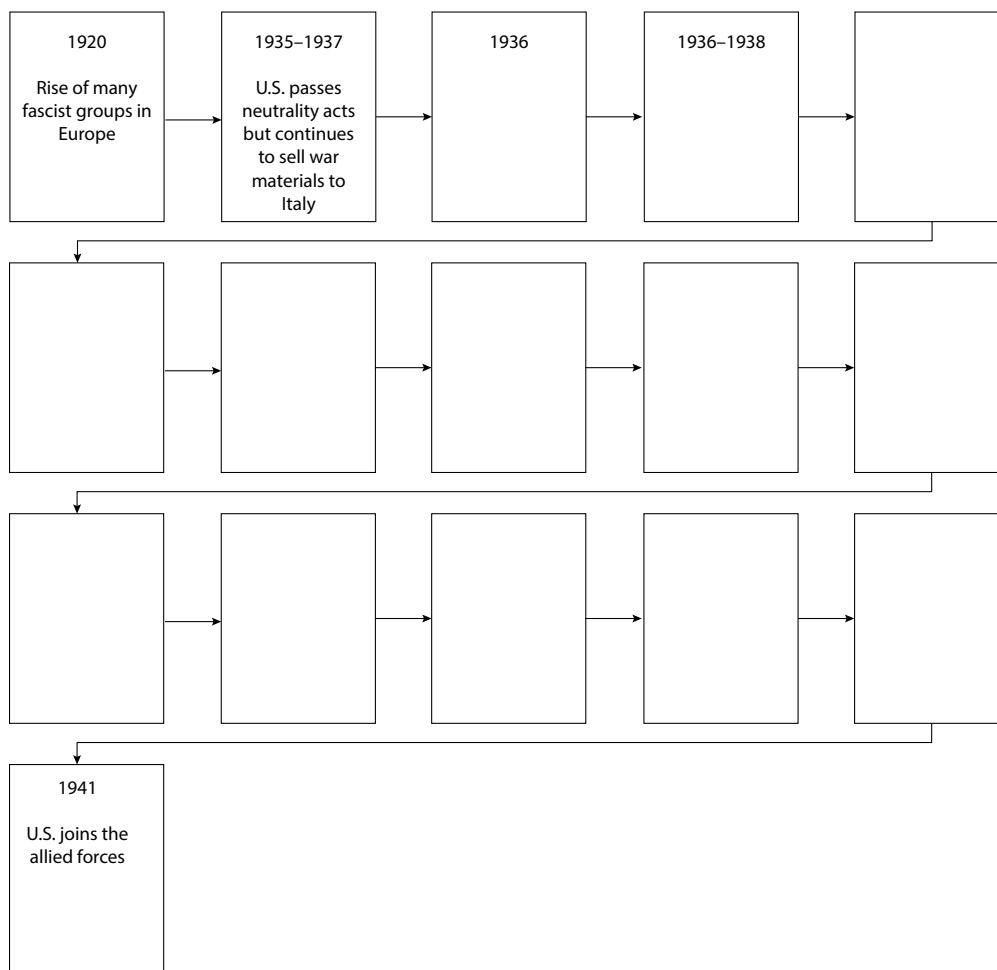 1920
Rise of many
fascist groups in
Europe
1935–1937
U.S. passes
neutrality acts
but continues
to sell war
materials to
Italy
1936
1936–1938
1941
U.S. joins the
allied forces